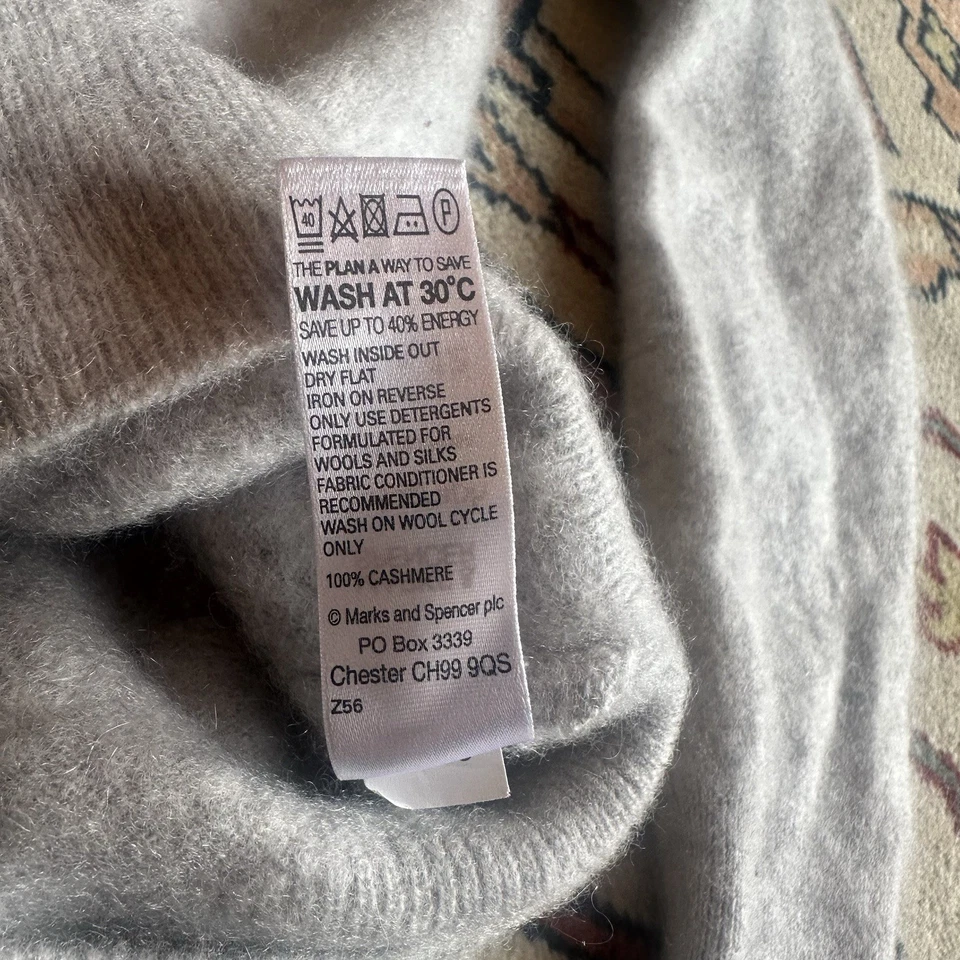 40 P
THE PLAN A WAY TO SAVE
WASH AT 30°C
SAVE UP TO 40% ENERGY
WASH INSIDE OUT
DRY FLAT
IRON ON REVERSE
ONLY USE DETERGENTS
FORMULATED FOR
WOOLS AND SILKS
FABRIC CONDITIONER IS
RECOMMENDED
WASH ON WOOL CYCLE
ONLY
100% CASHMERE
© Marks and Spencer plc
PO Box 3339
Chester CH99 9QS
Z56